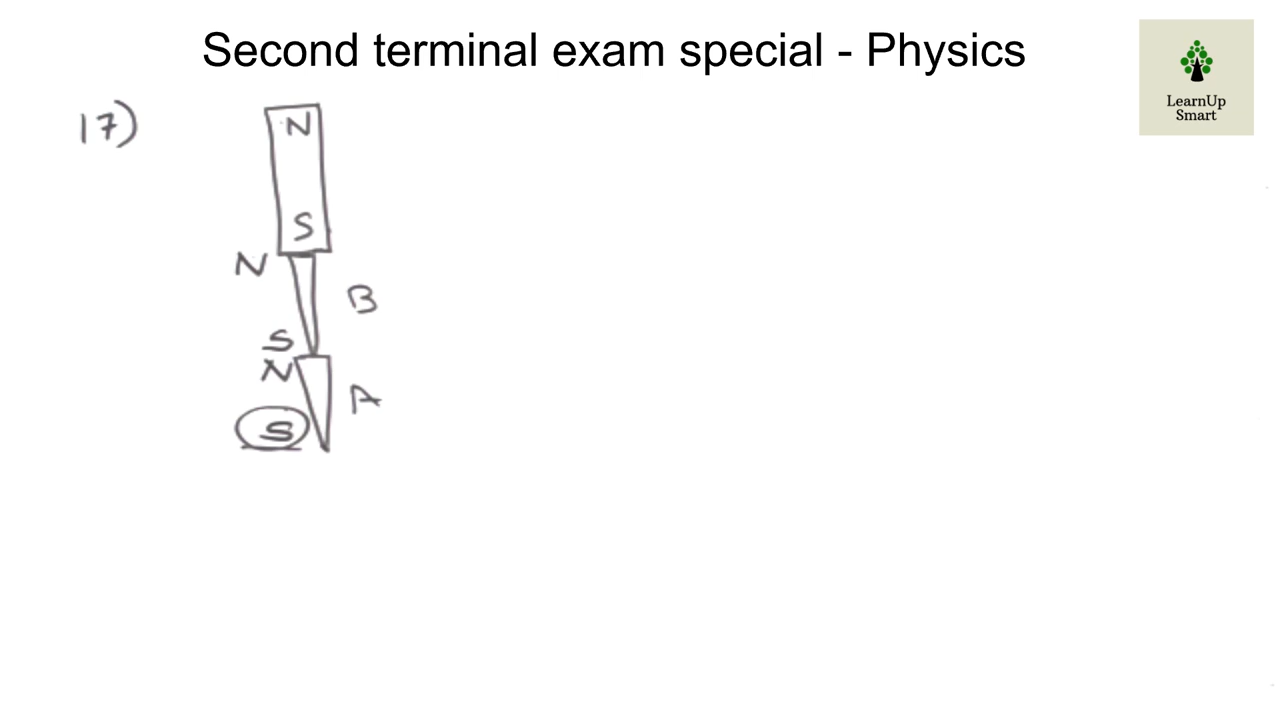 Second terminal exam special - Physics
LearnUp
Smart
17)
N
S
N
B
S
N
A
S